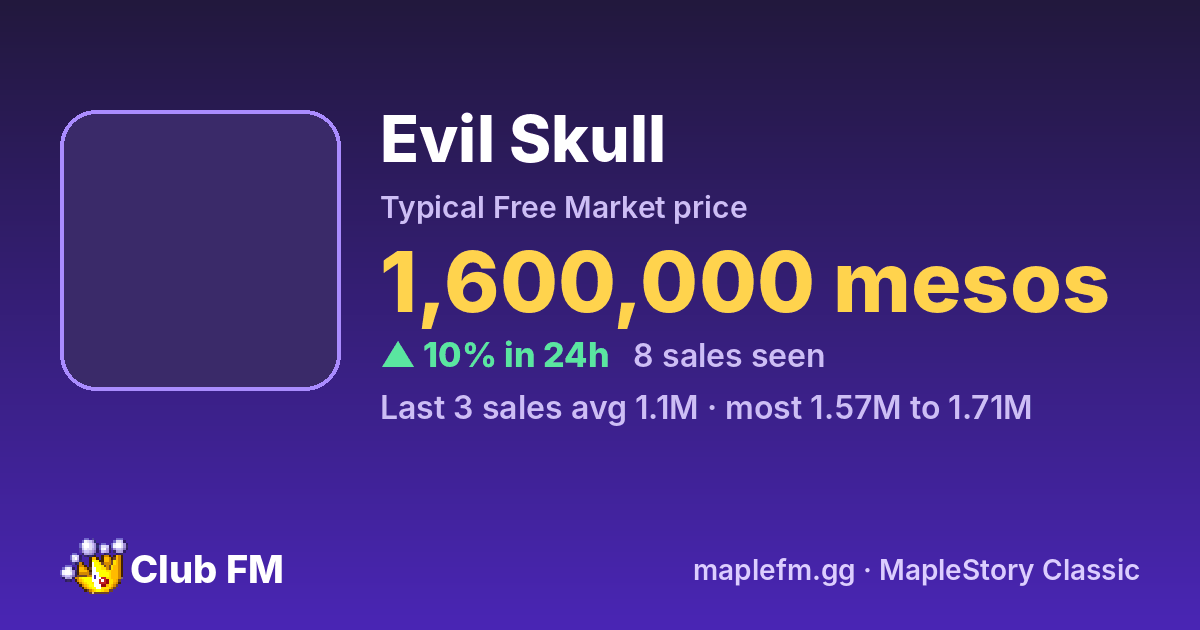 Evil Skull
Typical Free Market price
1,600,000 mesos
▲ 10% in 24h 8 sales seen
Last 3 sales avg 1.1M · most 1.57M to 1.71M
Club FM
maplefm.gg · MapleStory Classic